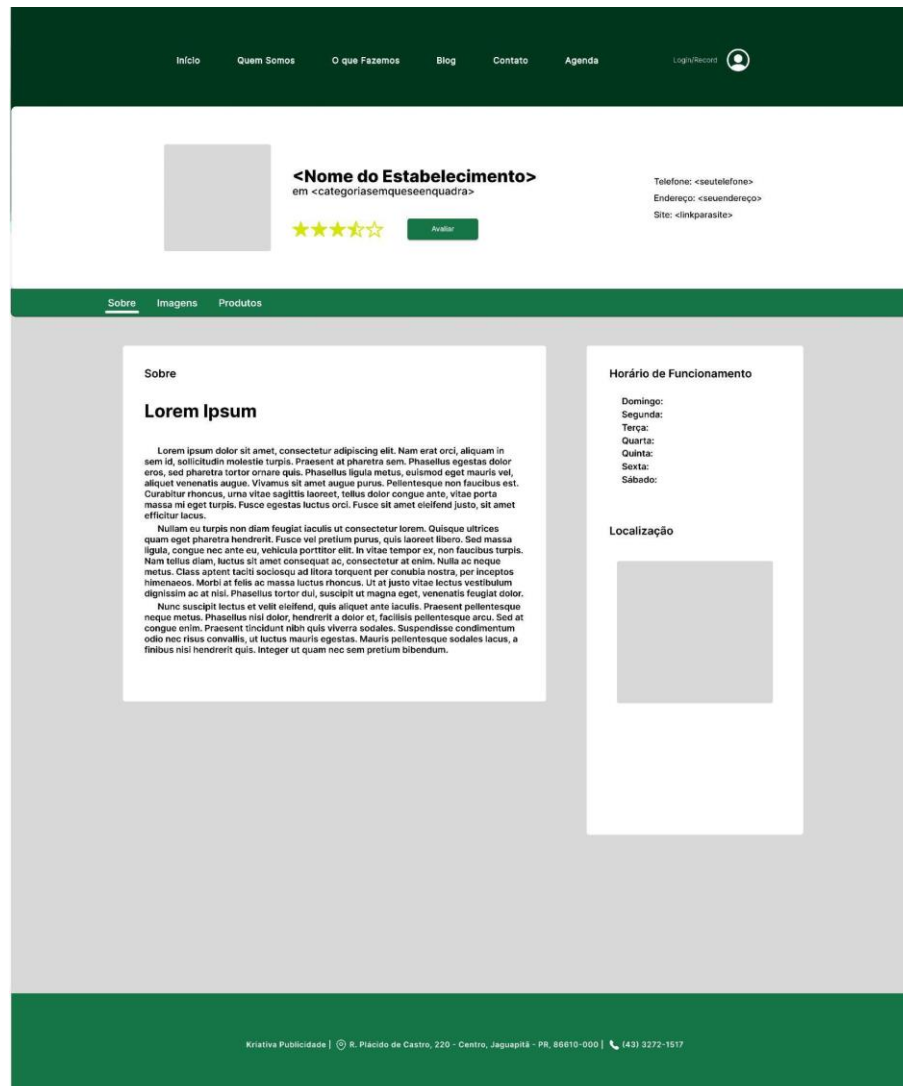 Início Quem Somos O que Fazemos Blog Contato Agenda Login/Record
<Nome do Estabelecimento>
em <categoriasemqueseenquadra>
Avaliar
Telefone: <seutelefone>
Endereço: <seuendereço>
Site: <linkparasite>
Sobre Imagens Produtos
Sobre
Lorem Ipsum
Lorem ipsum dolor sit amet, consectetur adipiscing elit. Nam erat orci, aliquam in
sem id, sollicitudin molestie turpis. Praesent at pharetra sem. Phasellus egestas dolor
eros, sed pharetra tortor ornare quis. Phasellus ligula metus, euismod eget mauris vel,
aliquet venenatis augue. Vivamus sit amet augue purus. Pellentesque non faucibus est.
Curabitur rhoncus, urna vitae sagittis laoreet, tellus dolor congue ante, vitae porta
massa mi eget turpis. Fusce egestas luctus orci. Fusce sit amet eleifend justo, sit amet
efficitur lacus.
Nullam eu turpis non diam feugiat iaculis ut consectetur lorem. Quisque ultrices
quam eget pharetra hendrerit. Fusce vel pretium purus, quis laoreet libero. Sed massa
ligula, congue nec ante eu, vehicula porttitor elit. In vitae tempor ex, non faucibus turpis.
Nam tellus diam, luctus sit amet consequat ac, consectetur at enim. Nulla ac neque
metus. Class aptent taciti sociosqu ad litora torquent per conubia nostra, per inceptos
himenaeos. Morbi at felis ac massa luctus rhoncus. Ut at justo vitae lectus vestibulum
dignissim ac at nisi. Phasellus tortor dui, suscipit ut magna eget, venenatis feugiat dolor.
Nunc suscipit lectus et velit eleifend, quis aliquet ante iaculis. Praesent pellentesque
neque metus. Phasellus nisi dolor, hendrerit a dolor et, facilisis pellentesque arcu. Sed at
congue enim. Praesent tincidunt nibh quis viverra sodales. Suspendisse condimentum
odio nec risus convallis, ut luctus mauris egestas. Mauris pellentesque sodales lacus, a
finibus nisi hendrerit quis. Integer ut quam nec sem pretium bibendum.
Horário de Funcionamento
Domingo:
Segunda:
Terça:
Quarta:
Quinta:
Sexta:
Sábado:
Localização
Kriativa Publicidade | R. Plácido de Castro, 220 - Centro, Jaguapitã - PR, 86610-000 | (43) 3272-1517